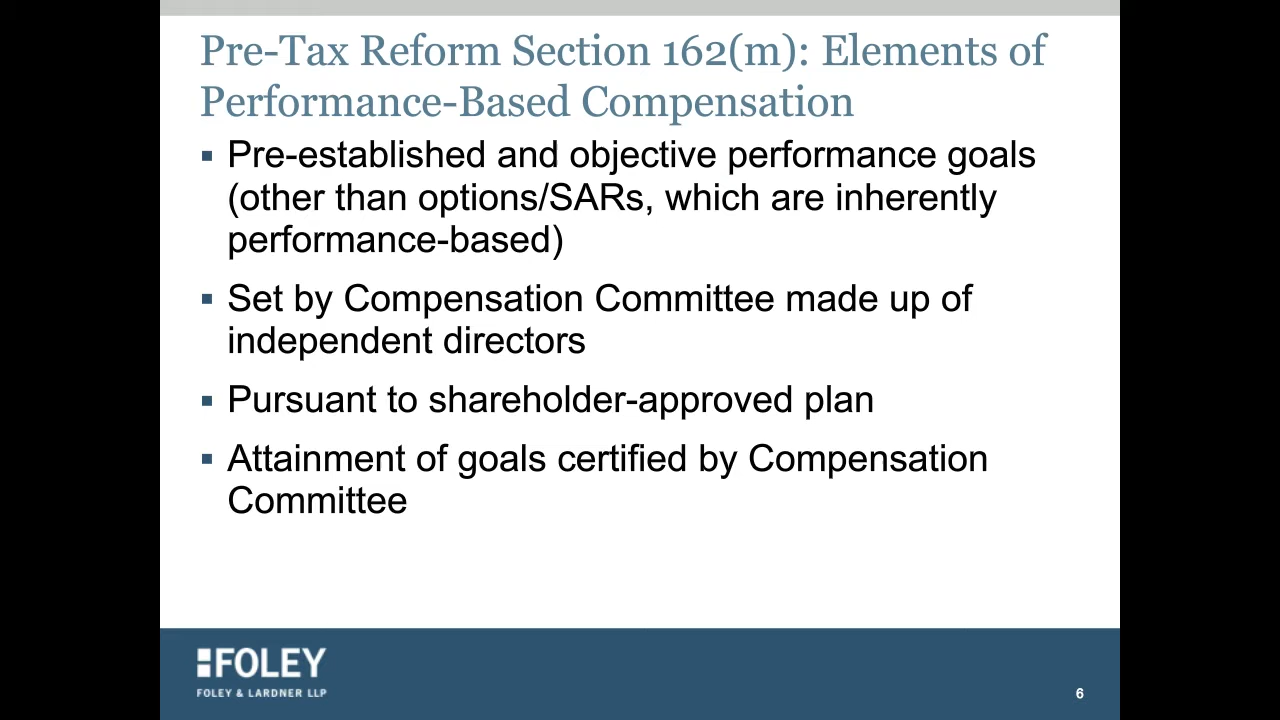 Pre-Tax Reform Section 162(m): Elements of
Performance-Based Compensation
▪ Pre-established and objective performance goals
(other than options/SARs, which are inherently
performance-based)
▪ Set by Compensation Committee made up of
independent directors
▪ Pursuant to shareholder-approved plan
▪ Attainment of goals certified by Compensation
Committee
FOLEY
FOLEY & LARDNER LLP
6